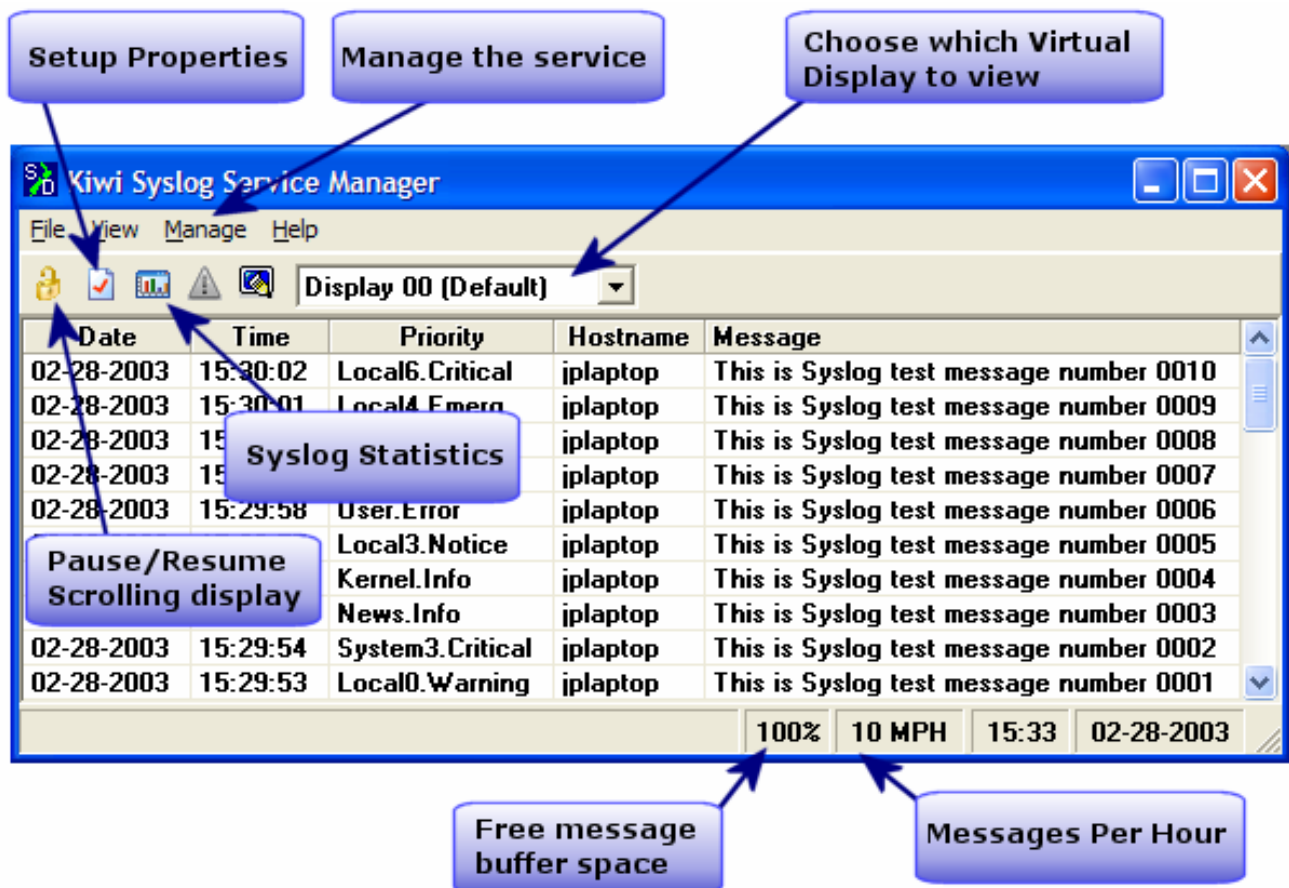 Setup Properties
Manage the service
Choose which Virtual
Display to view
Kiwi Syslog Service Manager
File View Manage Help
Display 00 (Default)
Date Time Priority Hostname Message
02-28-2003 15:30:02 Local6.Critical jplaptop This is Syslog test message number 0010
02-28-2003 15:30:01 Local4.Emerg jplaptop This is Syslog test message number 0009
02-28-2003 jplaptop This is Syslog test message number 0008
02-28-2003 jplaptop This is Syslog test message number 0007
02-28-2003 15:29:58 User.Error jplaptop This is Syslog test message number 0006
Local3.Notice jplaptop This is Syslog test message number 0005
Kernel.Info jplaptop This is Syslog test message number 0004
News.Info jplaptop This is Syslog test message number 0003
02-28-2003 15:29:54 System3.Critical jplaptop This is Syslog test message number 0002
02-28-2003 15:29:53 Local0.Warning jplaptop This is Syslog test message number 0001
Syslog Statistics
Pause/Resume
Scrolling display
100% 10 MPH 15:33 02-28-2003
Free message
buffer space
Messages Per Hour